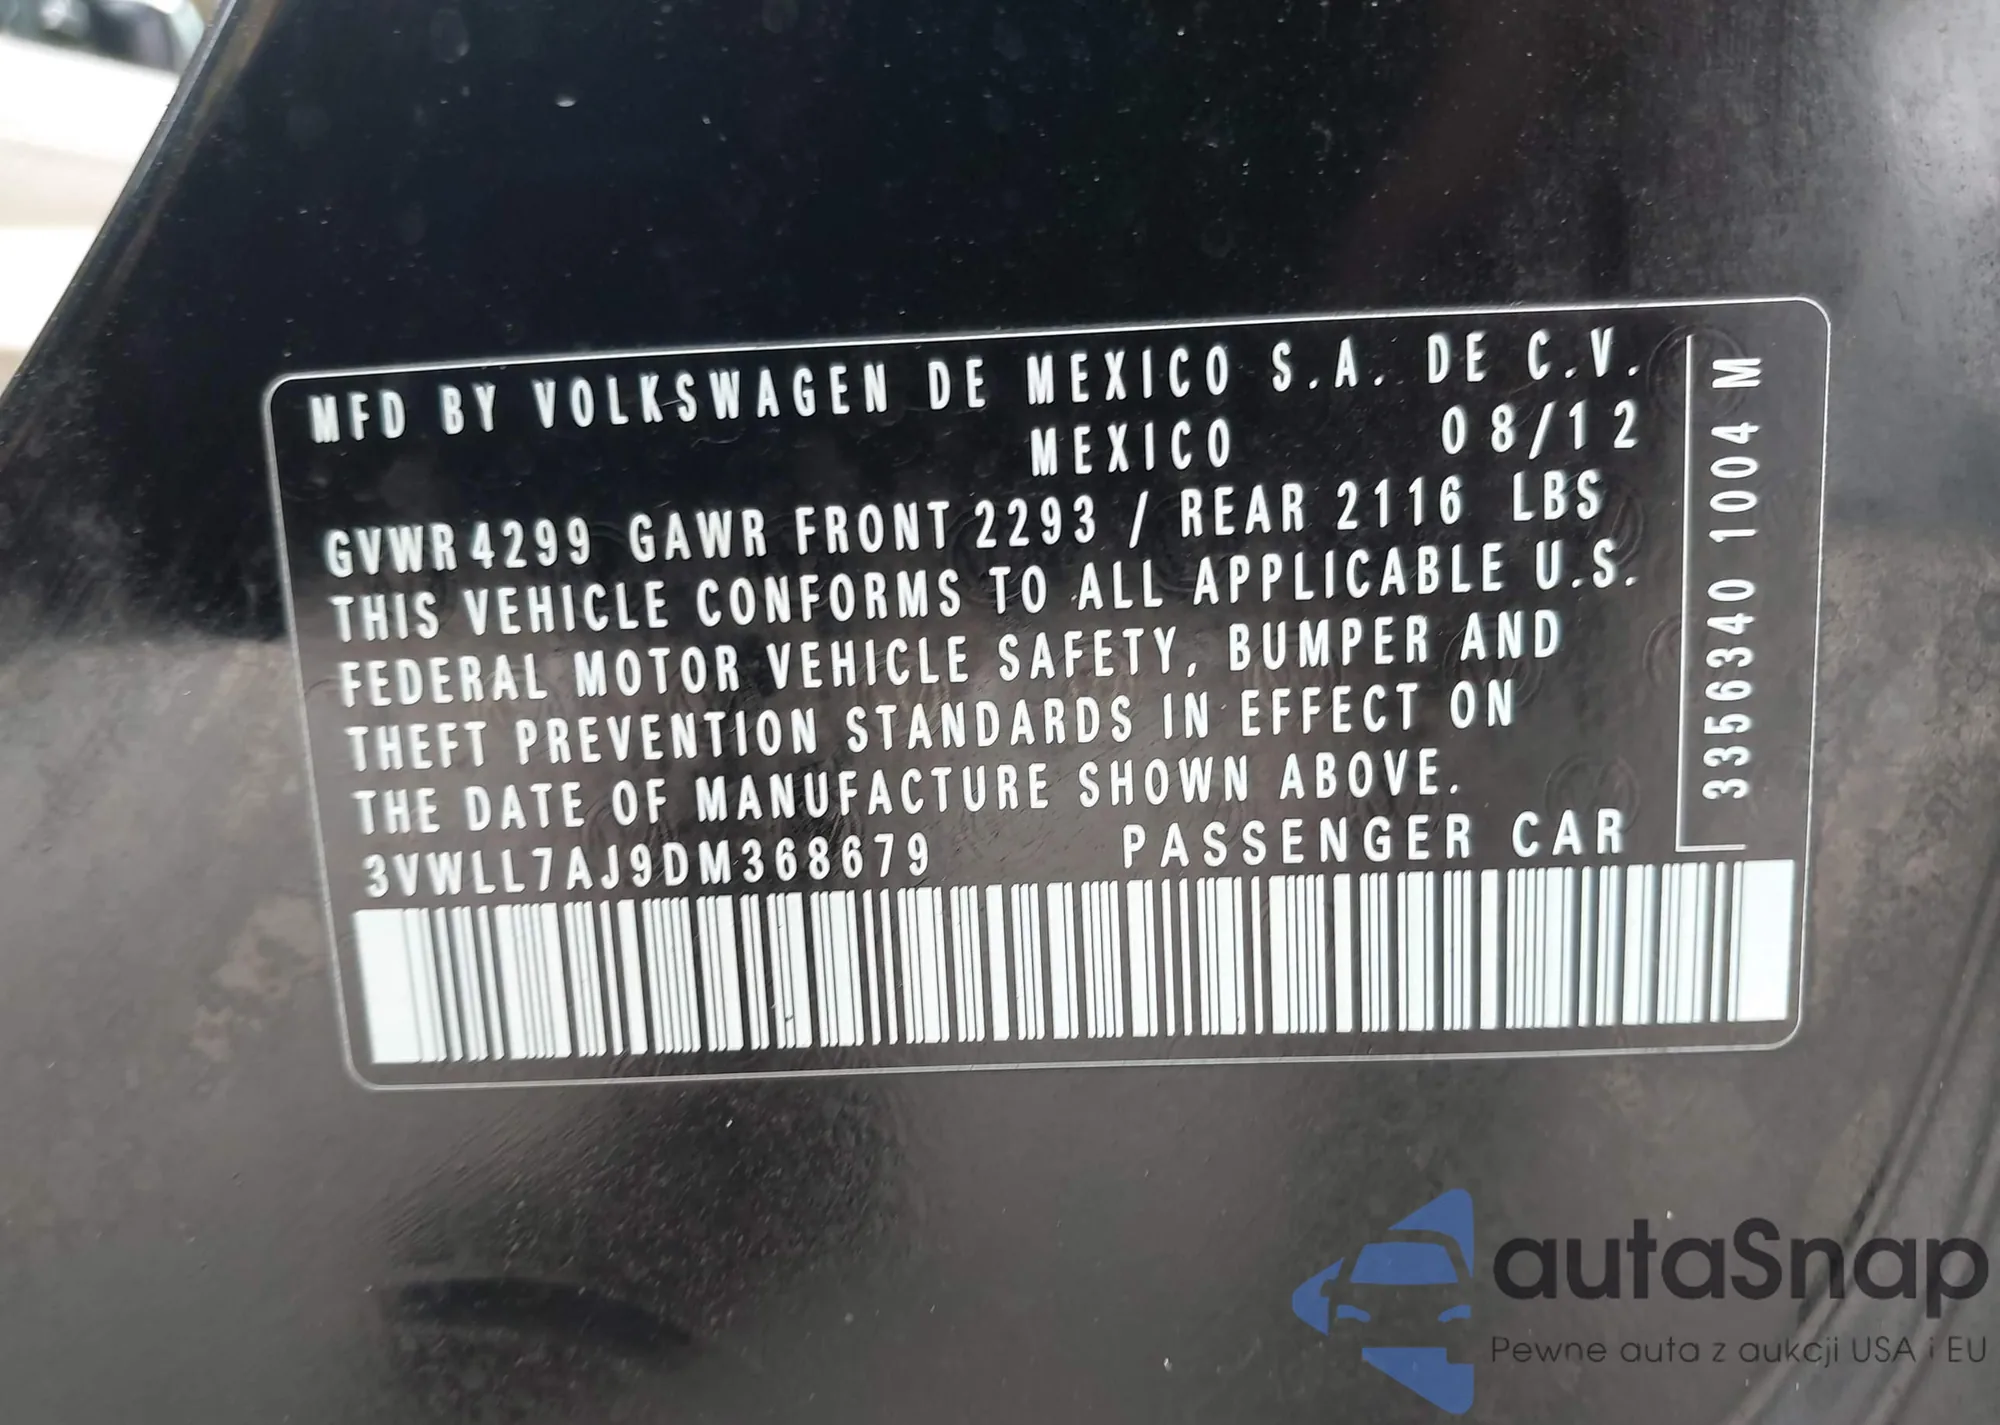 MFD BY VOLKSWAGEN DE MEXICO S.A. DE C.V.
MEXICO 08/12
GVWR 4299 GAWR FRONT 2293 / REAR 2116 LBS
THIS VEHICLE CONFORMS TO ALL APPLICABLE U.S.
FEDERAL MOTOR VEHICLE SAFETY, BUMPER AND
THEFT PREVENTION STANDARDS IN EFFECT ON
THE DATE OF MANUFACTURE SHOWN ABOVE.
3VWLL7AJ9DM368679 PASSENGER CAR
3356340 1004 M
autaSnap
Pewne auta z aukcji USA i EU